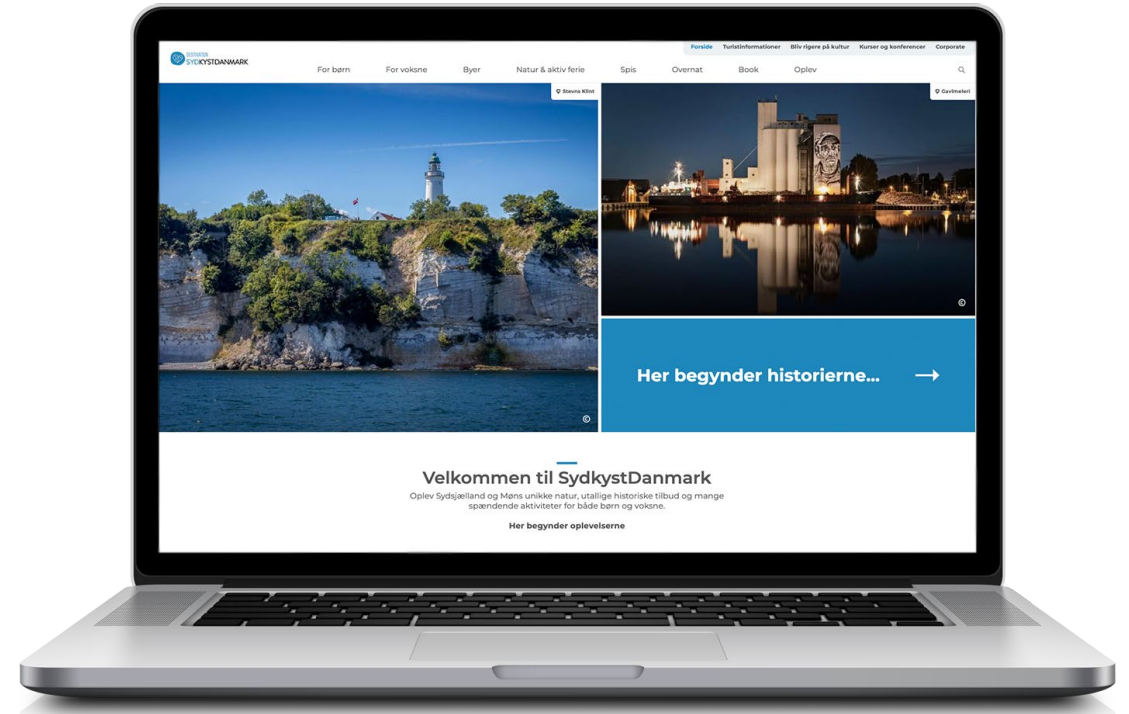 Forside Turistinformationer Bliv rigere på kultur Kurser og konferencer Corporate
DESTINATION
SYDKYSTDANMARK
For børn For voksne Byer Natur & aktiv ferie Spis Overnat Book Oplev
Stevns Klint
Gavlmaleri
©
©
Her begynder historierne...
Velkommen til SydkystDanmark
Oplev Sydsjælland og Møns unikke natur, utallige historiske tilbud og mange
spændende aktiviteter for både børn og voksne.
Her begynder oplevelserne